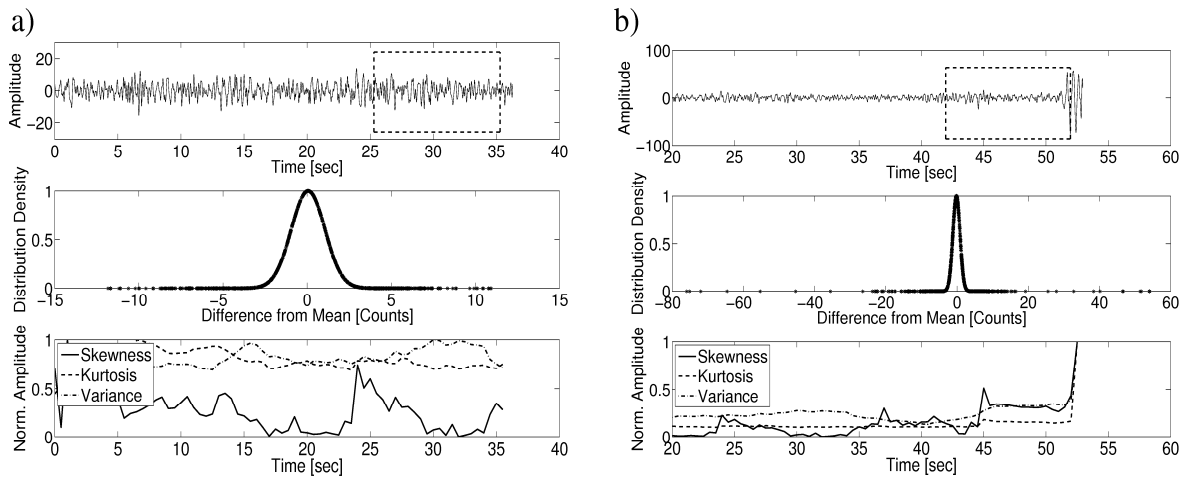 a)
Amplitude
20
0
−20
0 5 10 15 20 25 30 35 40
Time [sec]
Distribution Density
1
0.5
0
−15 −10 −5 0 5 10 15
Difference from Mean [Counts]
Norm. Amplitude
1
0.5
0
Skewness
Kurtosis
Variance
0 5 10 15 20 25 30 35 40
Time [sec]
b)
Amplitude
100
0
−100
20 25 30 35 40 45 50 55 60
Time [sec]
Distribution Density
1
0.5
0
−80 −60 −40 −20 0 20 40 60
Difference from Mean [Counts]
Norm. Amplitude
1
0.5
0
Skewness
Kurtosis
Variance
20 25 30 35 40 45 50 55 60
Time [sec]